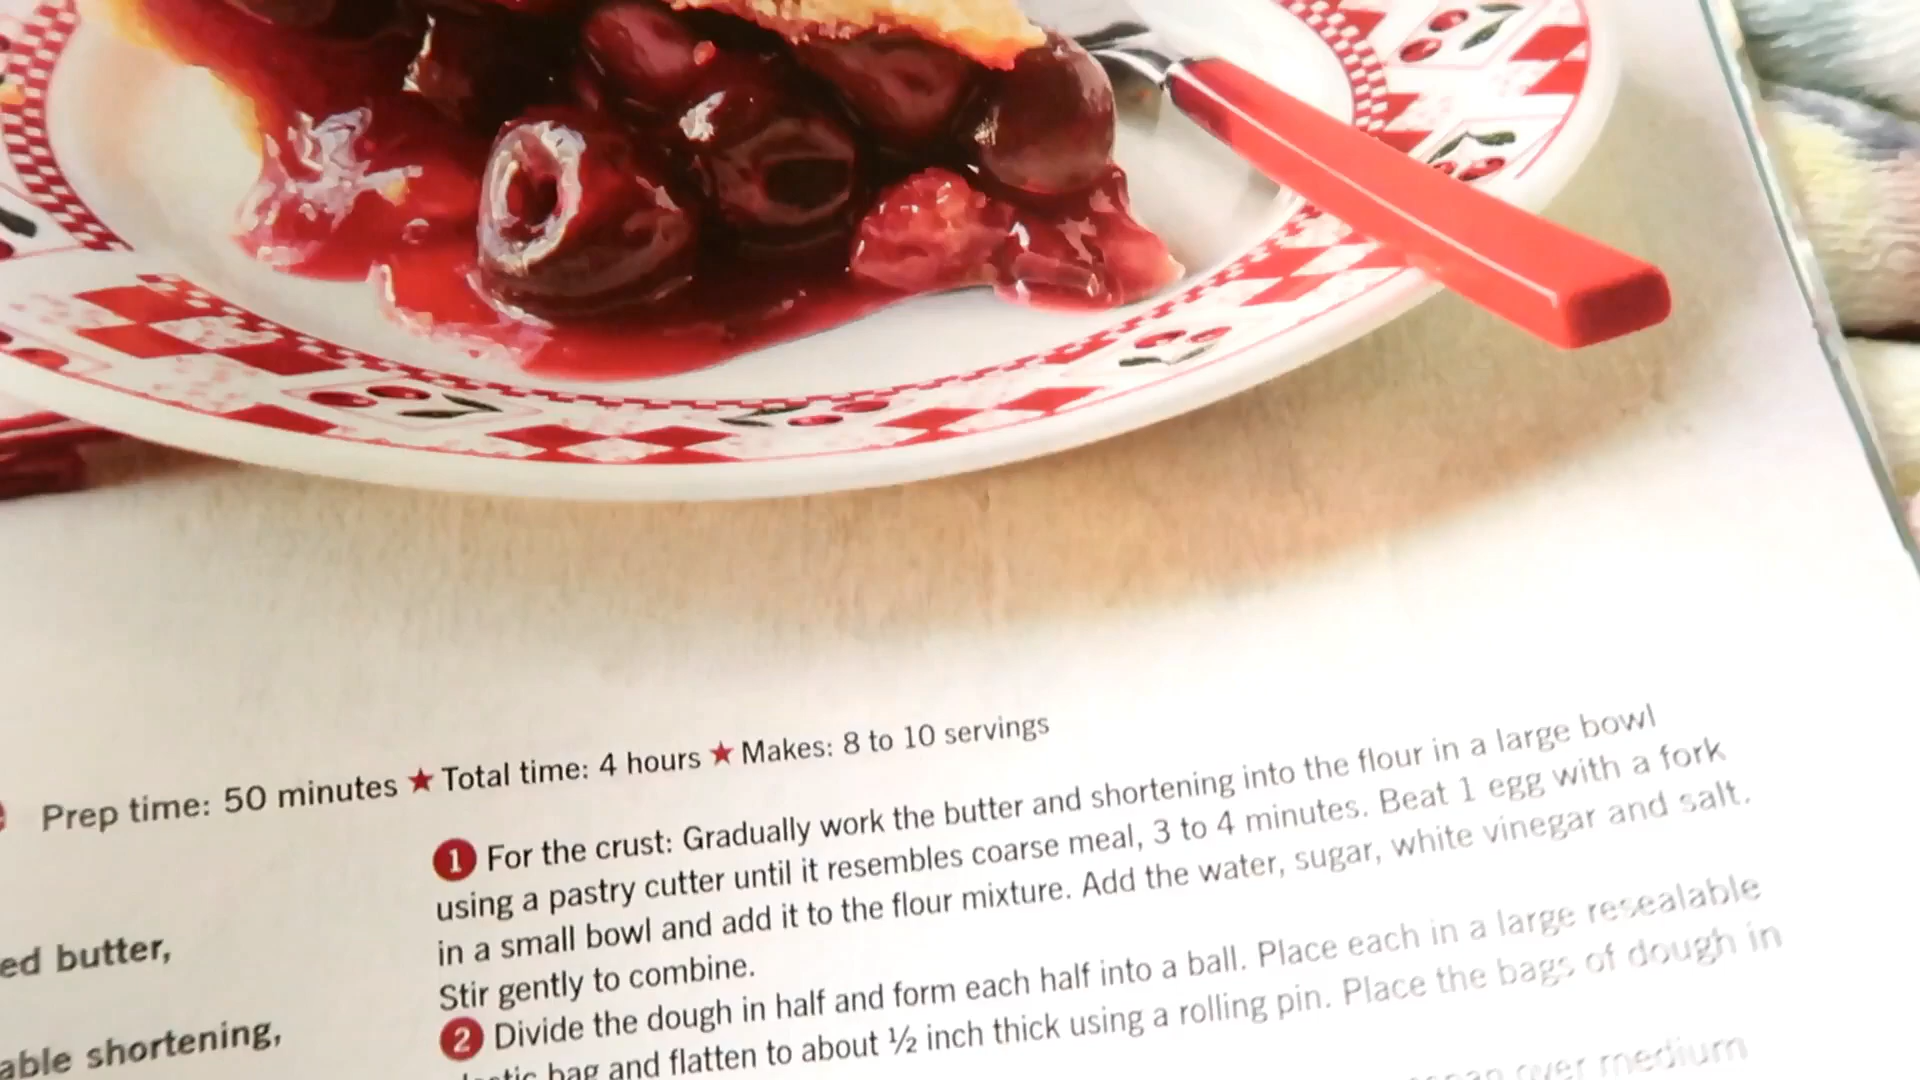 Prep time: 50 minutes ★ Total time: 4 hours ★ Makes: 8 to 10 servings
1 For the crust: Gradually work the butter and shortening into the flour in a large bowl
using a pastry cutter until it resembles coarse meal, 3 to 4 minutes. Beat 1 egg with a fork
in a small bowl and add it to the flour mixture. Add the water, sugar, white vinegar and salt.
Stir gently to combine.
2 Divide the dough in half and form each half into a ball. Place each in a large resealable
bag and flatten to about ½ inch thick using a rolling pin. Place the bags of dough in
over medium
ed butter,
able shortening,